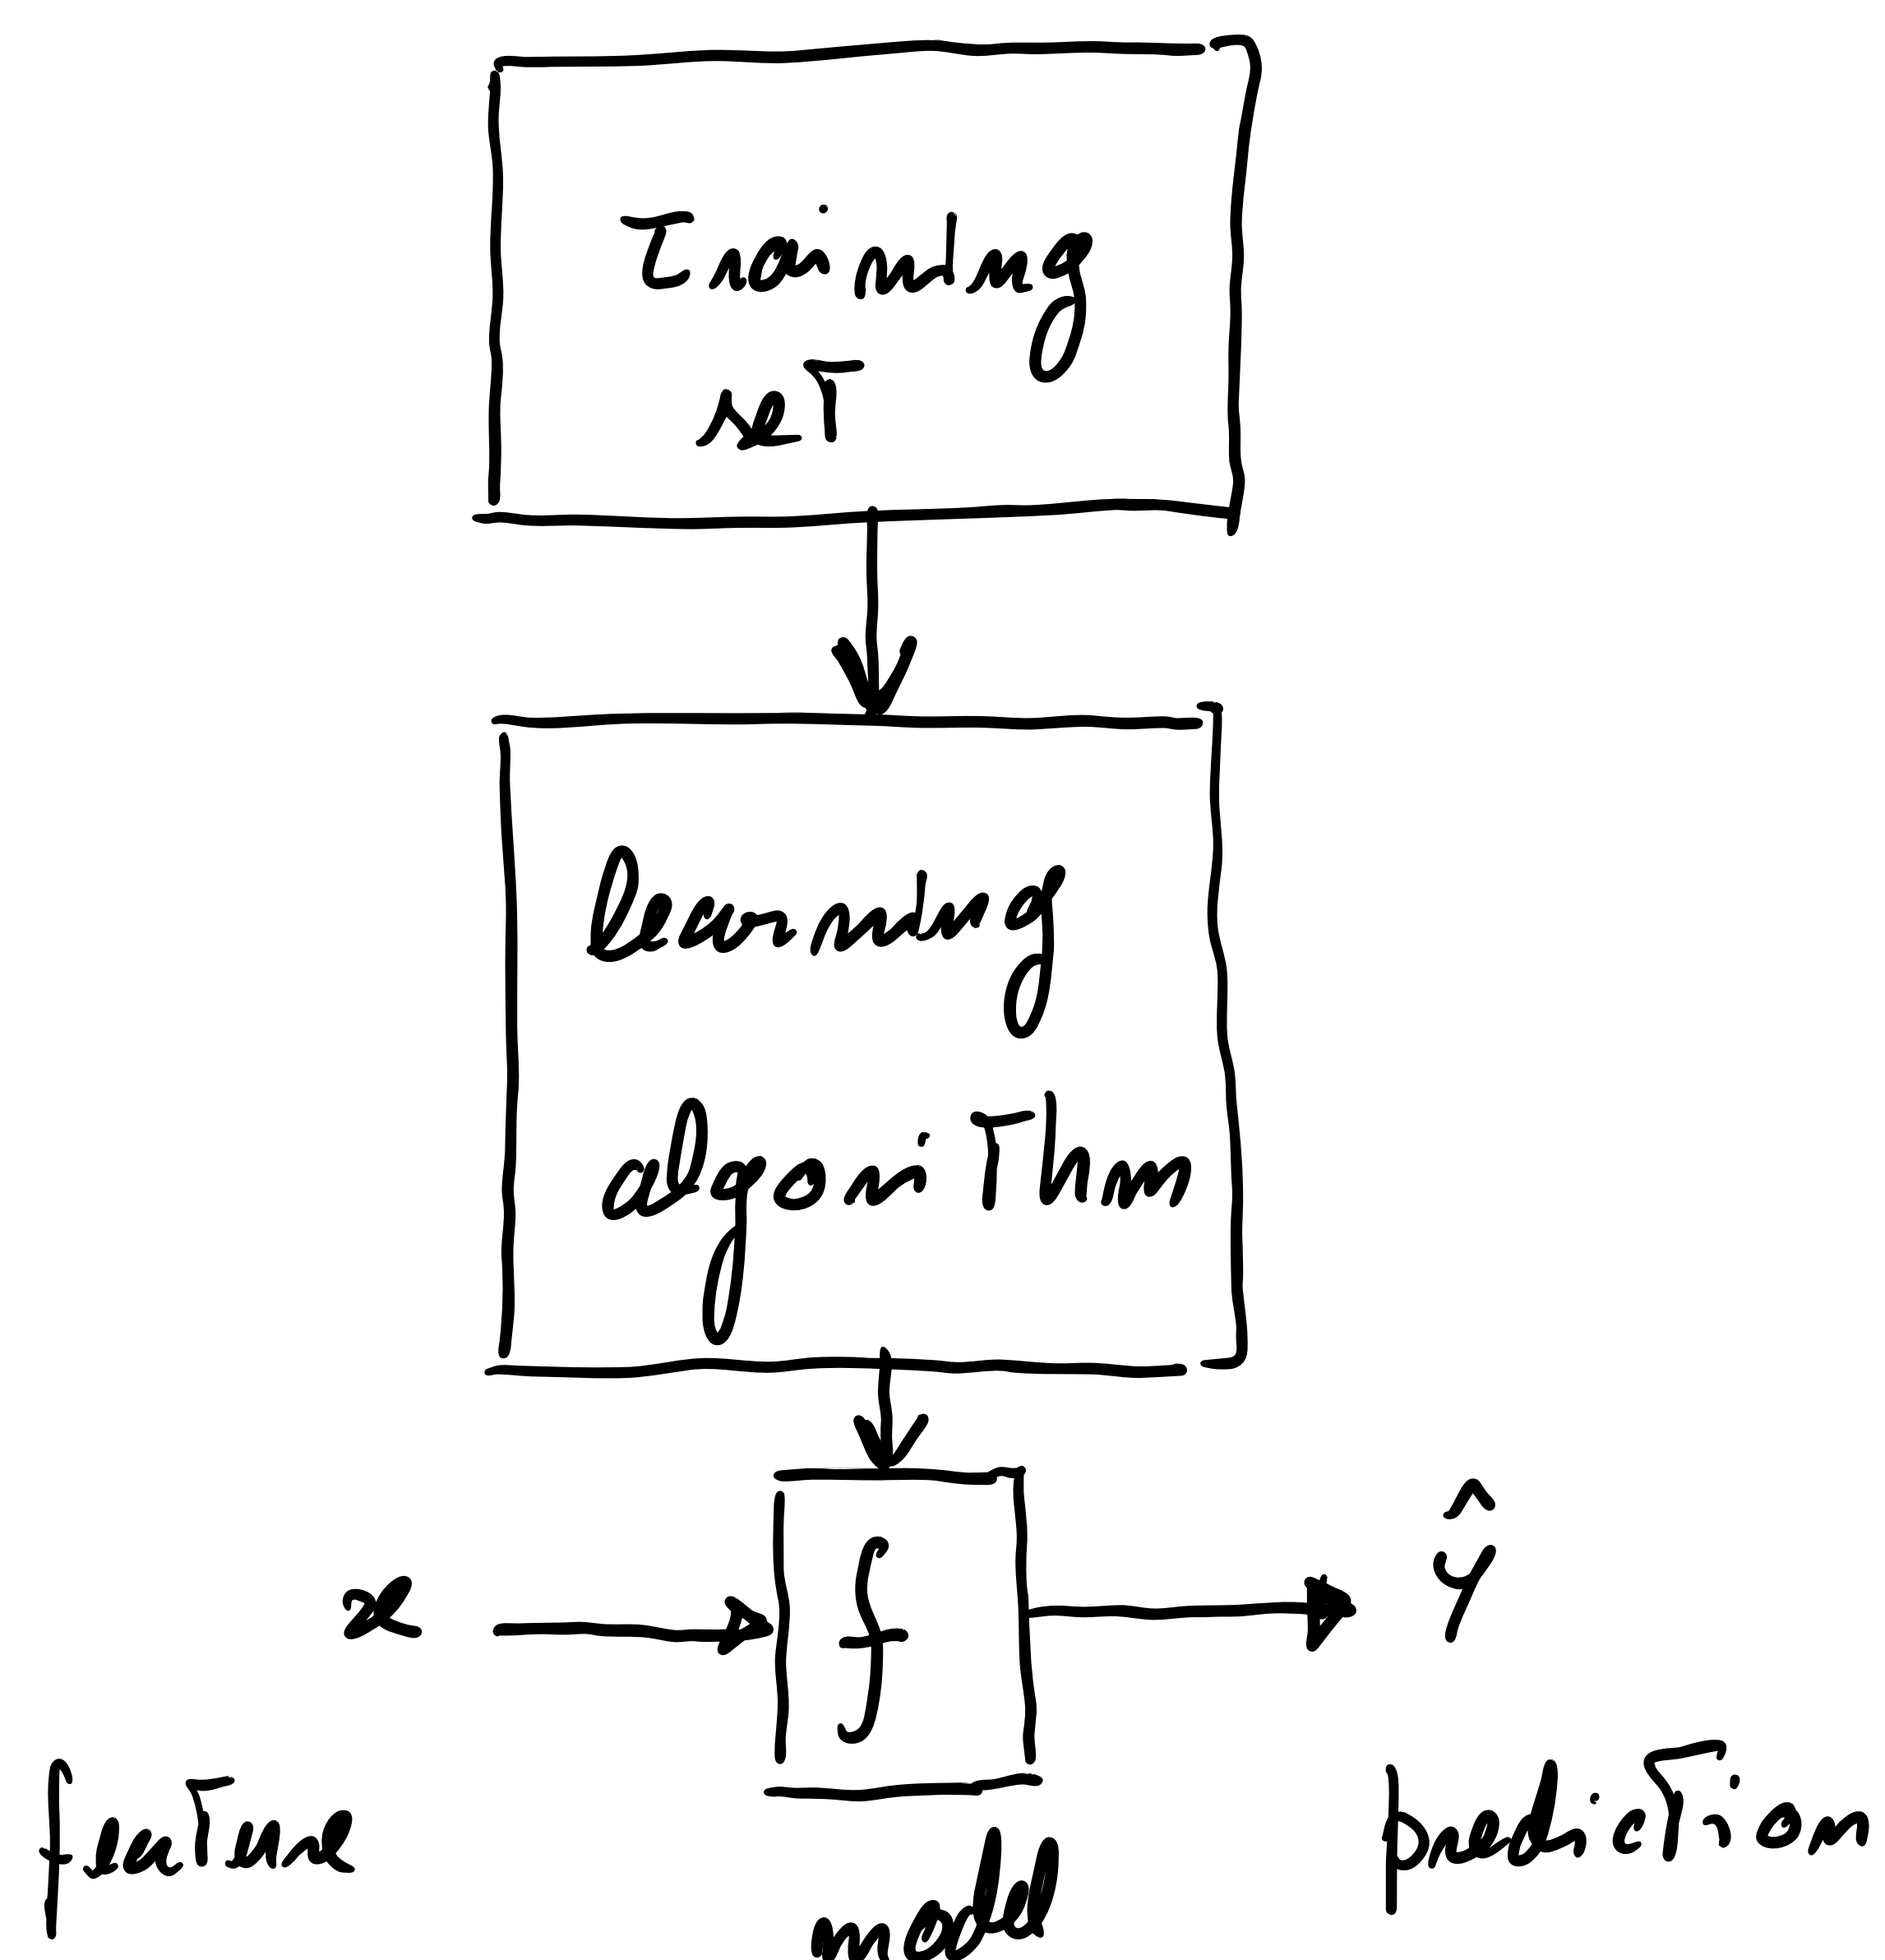 Training
set
Learning
algorithm
x
f
ŷ
feature
model
prediction